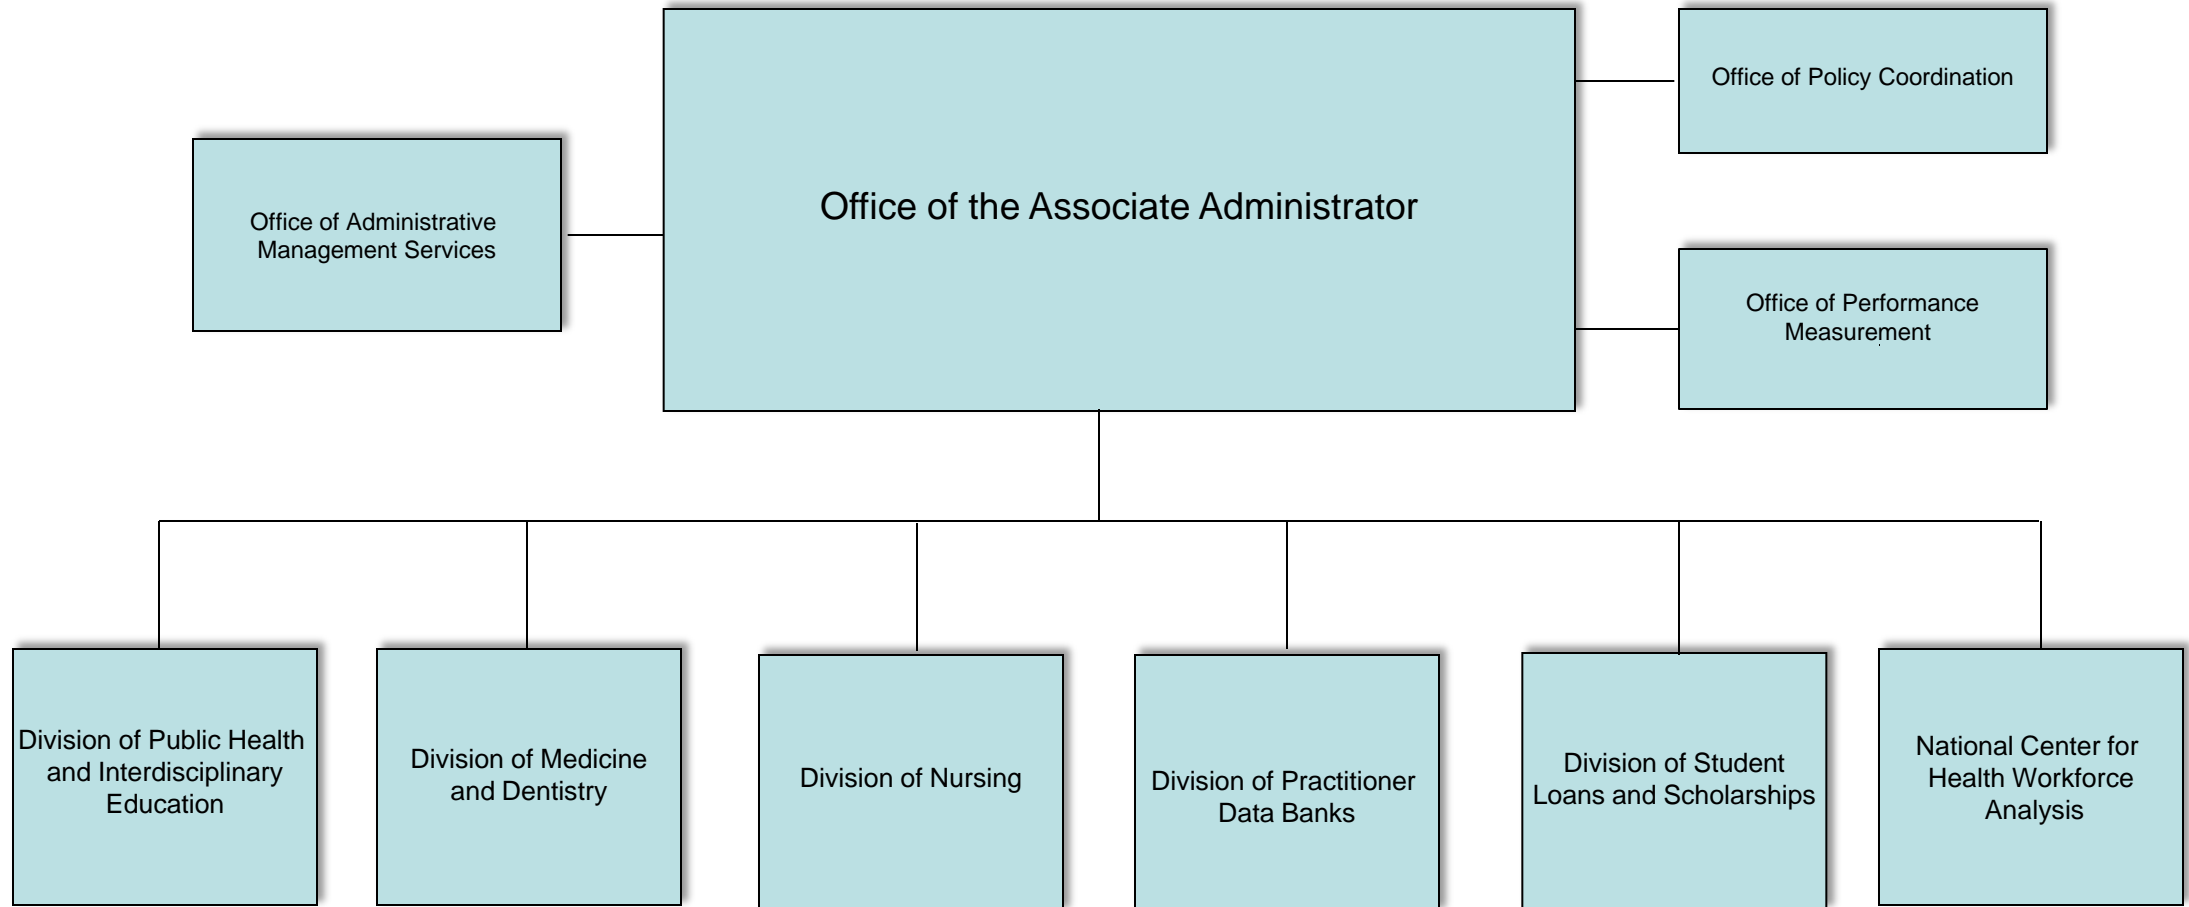 Office of Policy Coordination
Office of the Associate Administrator
Office of Administrative
Management Services
Office of Performance
Measurement
Division of Public Health
and Interdisciplinary
Education
Division of Medicine
and Dentistry
Division of Nursing
Division of Practitioner
Data Banks
Division of Student
Loans and Scholarships
National Center for
Health Workforce
Analysis